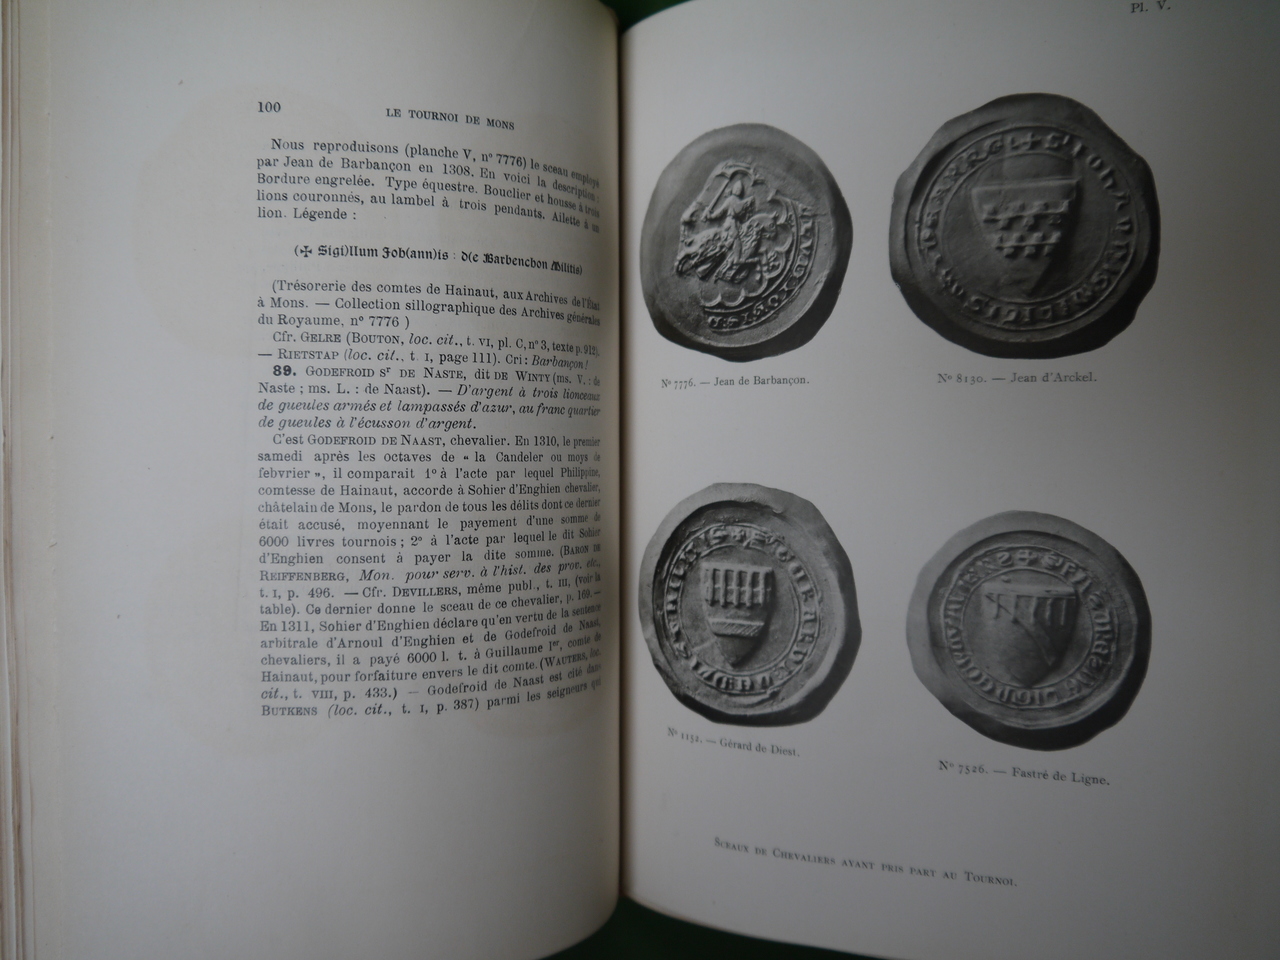 100
LE TOURNOI DE MONS
Nous reproduisons (planche V, n° 7776) le sceau employé
par Jean de Barbançon en 1308. En voici la description :
Bordure engrelée. Type équestre. Bouclier et housse à trois
lions couronnés, au lambel à trois pendants. Ailette à un
lion. Légende :
(✠ Sigi)llum Joh(ann)is : d(e Barbenchon Militis)
(Trésorerie des comtes de Hainaut, aux Archives de l'État
à Mons. — Collection sillographique des Archives générales
du Royaume, n° 7776 )
Cfr. GELRE (BOUTON, loc. cit., t. VI, pl. C, n° 3, texte p. 912).
— RIETSTAP (loc. cit., t. I, page 111). Cri : Barbançon !
89. GODEFROID Sr DE NASTE, dit DE WINTY (ms. V. : de
Naste ; ms. L. : de Naast). — D'argent à trois lionceaux
de gueules armés et lampassés d'azur, au franc quartier
de gueules à l'écusson d'argent.
C'est GODEFROID DE NAAST, chevalier. En 1310, le premier
samedi après les octaves de « la Candeler ou moys de
febvrier », il comparait 1° à l'acte par lequel Philippine,
comtesse de Hainaut, accorde à Sohier d'Enghien chevalier,
châtelain de Mons, le pardon de tous les délits dont ce dernier
était accusé, moyennant le payement d'une somme de
6000 livres tournois ; 2° à l'acte par lequel le dit Sohier
d'Enghien consent à payer la dite somme. (BARON DE
REIFFENBERG, Mon. pour serv. à l'hist. des prov. etc.,
t. I, p. 496. — Cfr. DEVILLERS, même publ., t. III, (voir la
table). Ce dernier donne le sceau de ce chevalier, p. 169. —
En 1311, Sohier d'Enghien déclare qu'en vertu de la sentence
arbitrale d'Arnoul d'Enghien et de Godefroid de Naast,
chevaliers, il a payé 6000 l. t. à Guillaume Ier, comte de
Hainaut, pour forfaiture envers le dit comte. (WAUTERS, loc.
cit., t. VIII, p. 433.) — Godefroid de Naast est cité dans
BUTKENS (loc. cit., t. I, p. 387) parmi les seigneurs qui
Pl. V.
N° 7776. — Jean de Barbançon.
N° 8130. — Jean d'Arckel.
N° 1152. — Gérard de Diest.
N° 7526. — Fastré de Ligne.
SCEAUX DE CHEVALIERS AYANT PRIS PART AU TOURNOI.